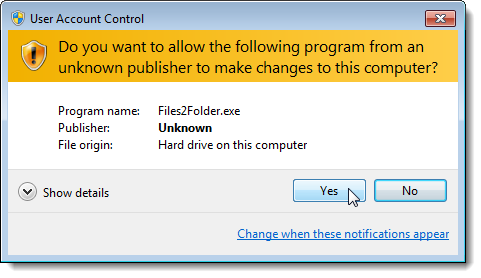 User Account Control
Do you want to allow the following program from an
unknown publisher to make changes to this computer?
Program name: Files2Folder.exe
Publisher: Unknown
File origin: Hard drive on this computer
Show details
Yes
No
Change when these notifications appear